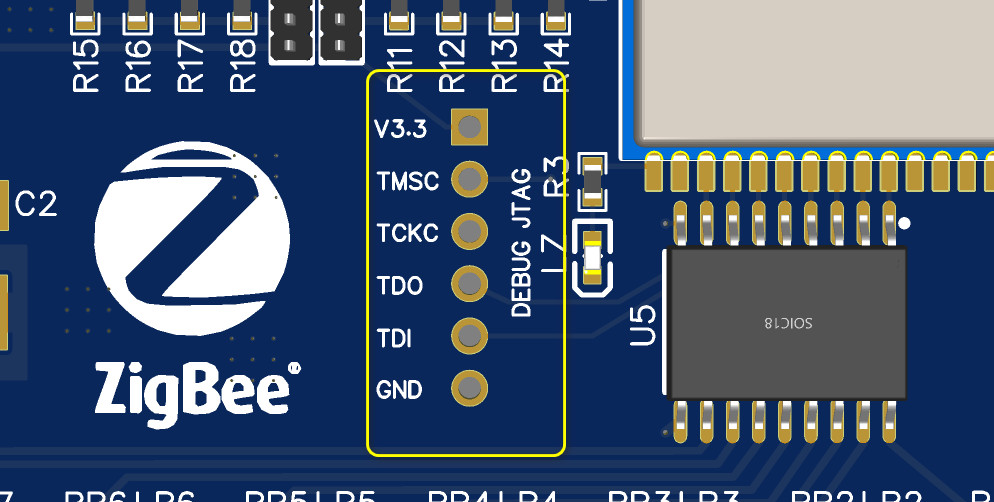 R15 R16 R17 R18 R11 R12 R13 R14
V3.3
TMSC
TCKC
TDO
TDI
GND
DEBUG JTAG
R3
C2
U5
SOIC18
ZigBee®